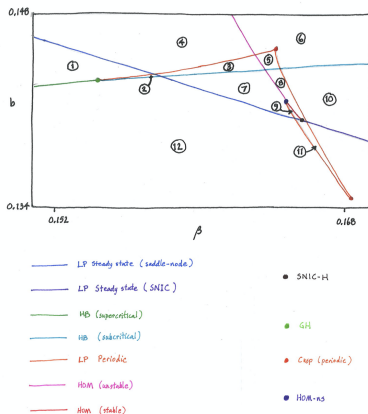 0.148
④
⑥
①
③
⑤
②
⑦
⑧
⑩
b
⑨
⑪
⑫
0.134
0.152
0.168
β
LP Steady state (saddle-node)
LP Steady state (SNIC)
HB (supercritical)
HB (subcritical)
LP Periodic
HOM (unstable)
HOM (stable)
SNIC-H
GH
Cusp (periodic)
HOM-ns